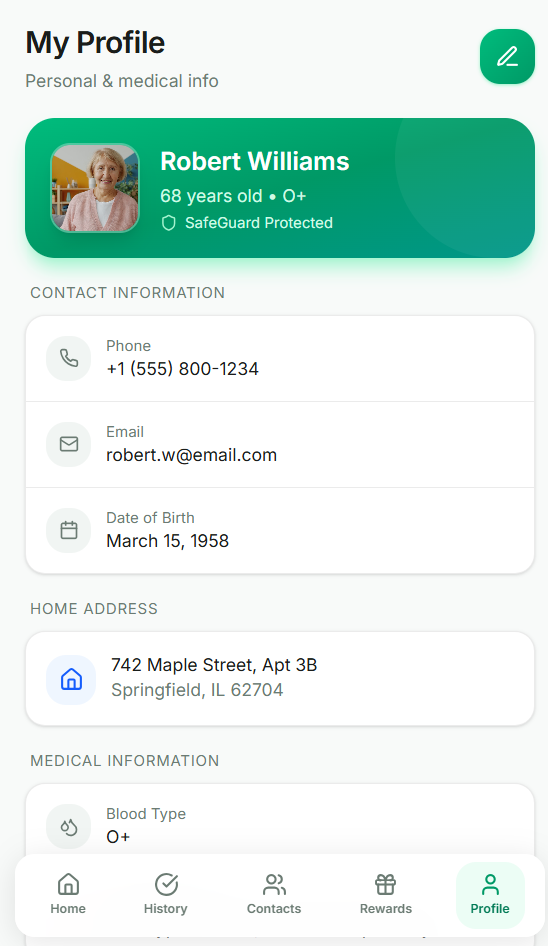 My Profile
Personal & medical info
Robert Williams
68 years old • O+
SafeGuard Protected
CONTACT INFORMATION
Phone
+1 (555) 800-1234
Email
robert.w@email.com
Date of Birth
March 15, 1958
HOME ADDRESS
742 Maple Street, Apt 3B
Springfield, IL 62704
MEDICAL INFORMATION
Blood Type
O+
Home
History
Contacts
Rewards
Profile